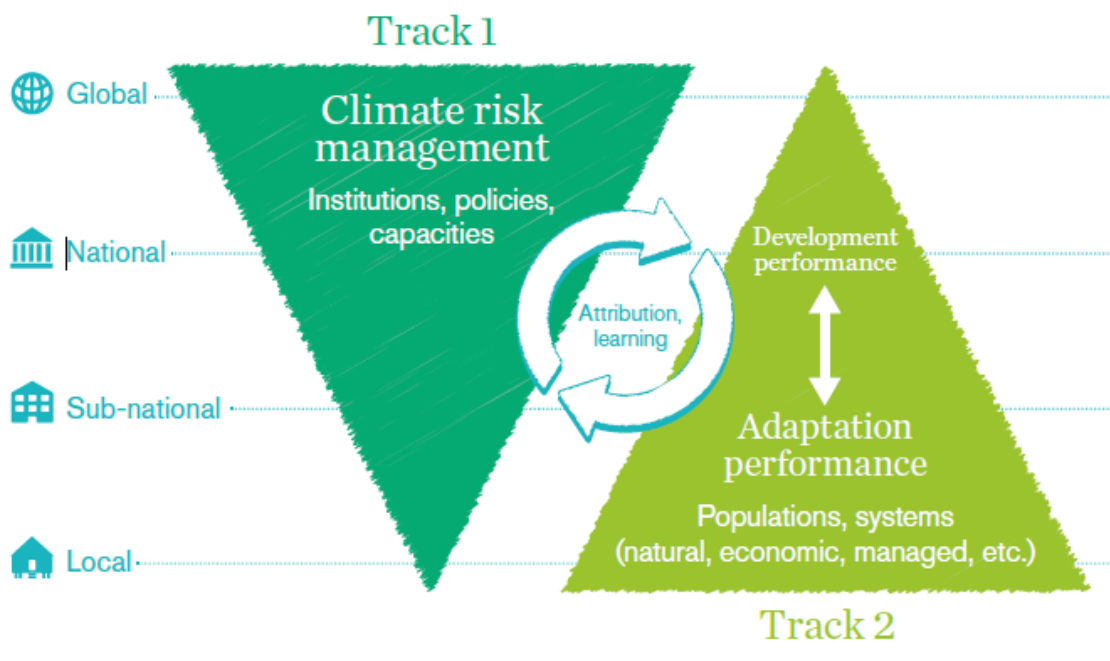 Track 1
Global
Climate risk
management
Institutions, policies,
capacities
National
Development
performance
Attribution,
learning
Sub-national
Adaptation
performance
Populations, systems
(natural, economic, managed, etc.)
Local
Track 2